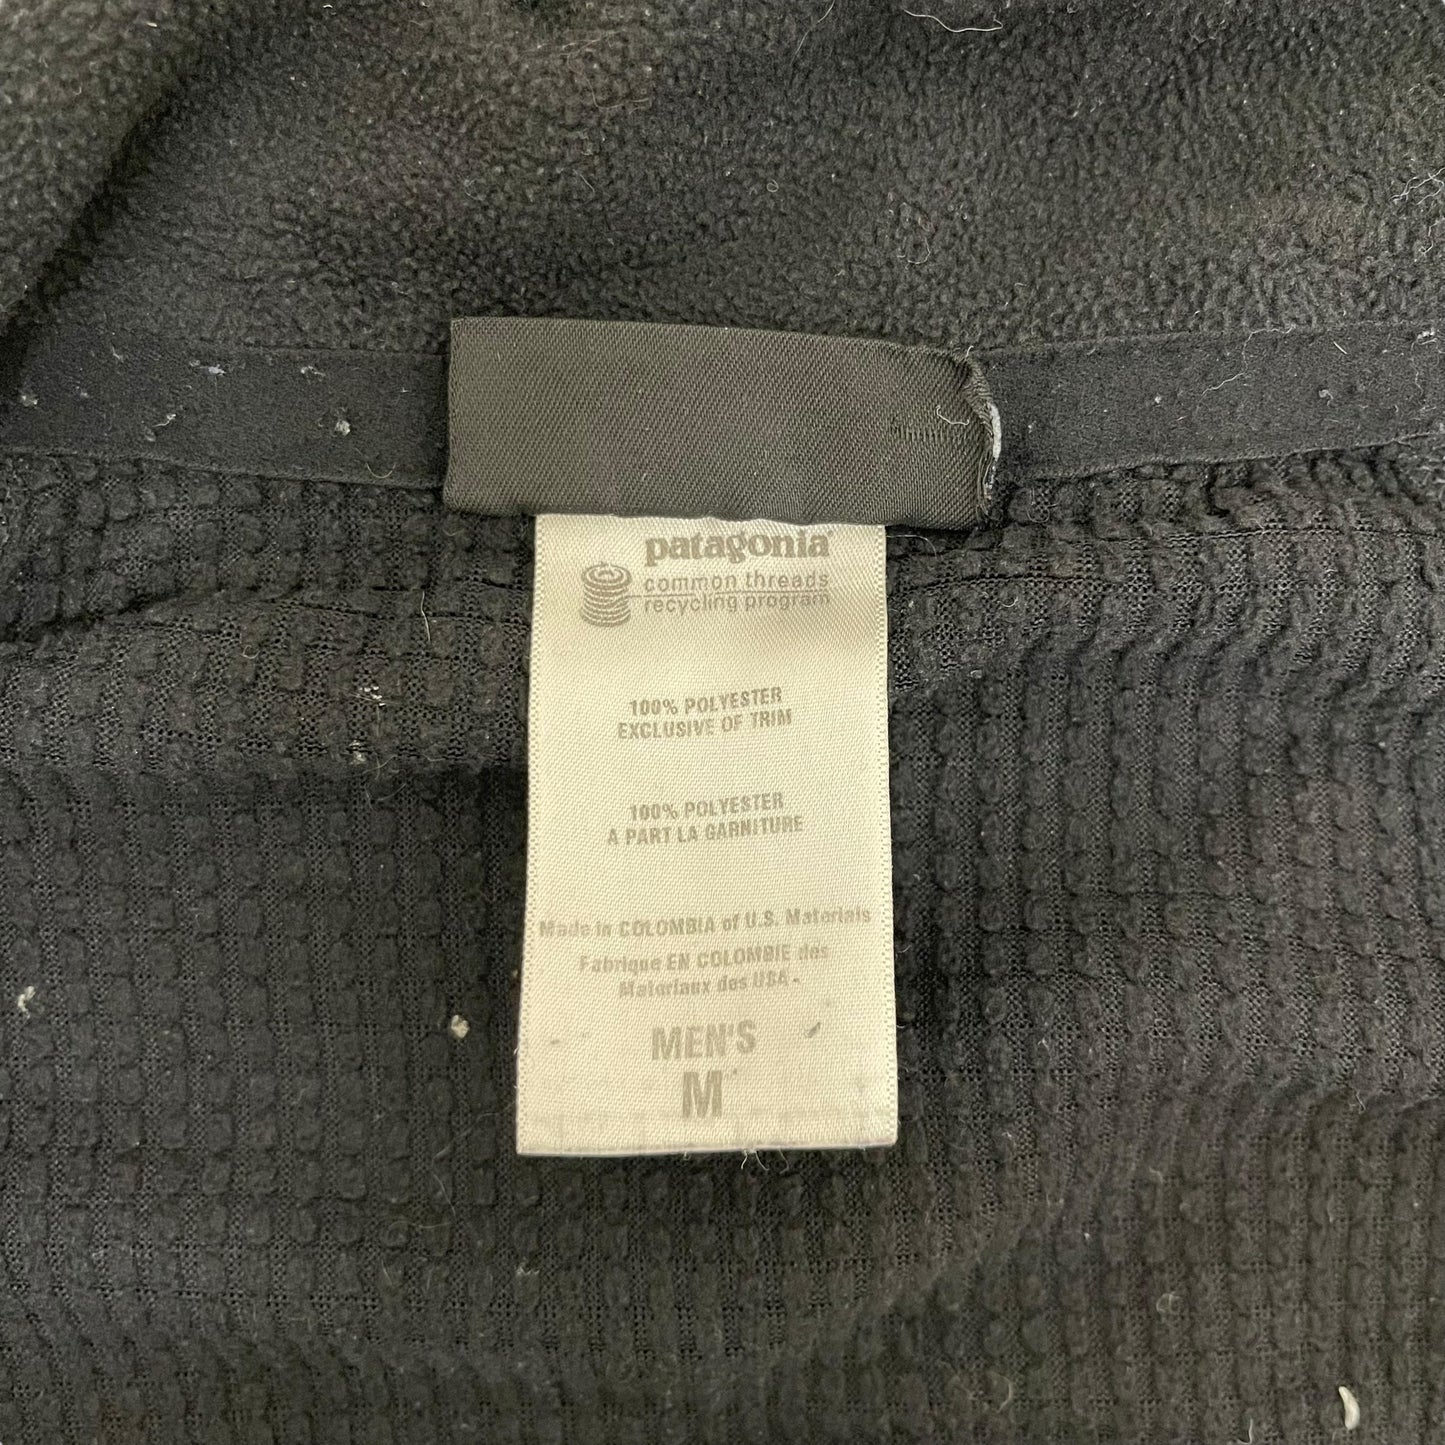 patagonia
common threads
recycling program
100% POLYESTER
EXCLUSIVE OF TRIM
100% POLYESTER
A PART LA GARNITURE
Made in COLOMBIA of U.S. Materials
Fabrique EN COLOMBIE des
Materiaux des USA.
MEN'S
M